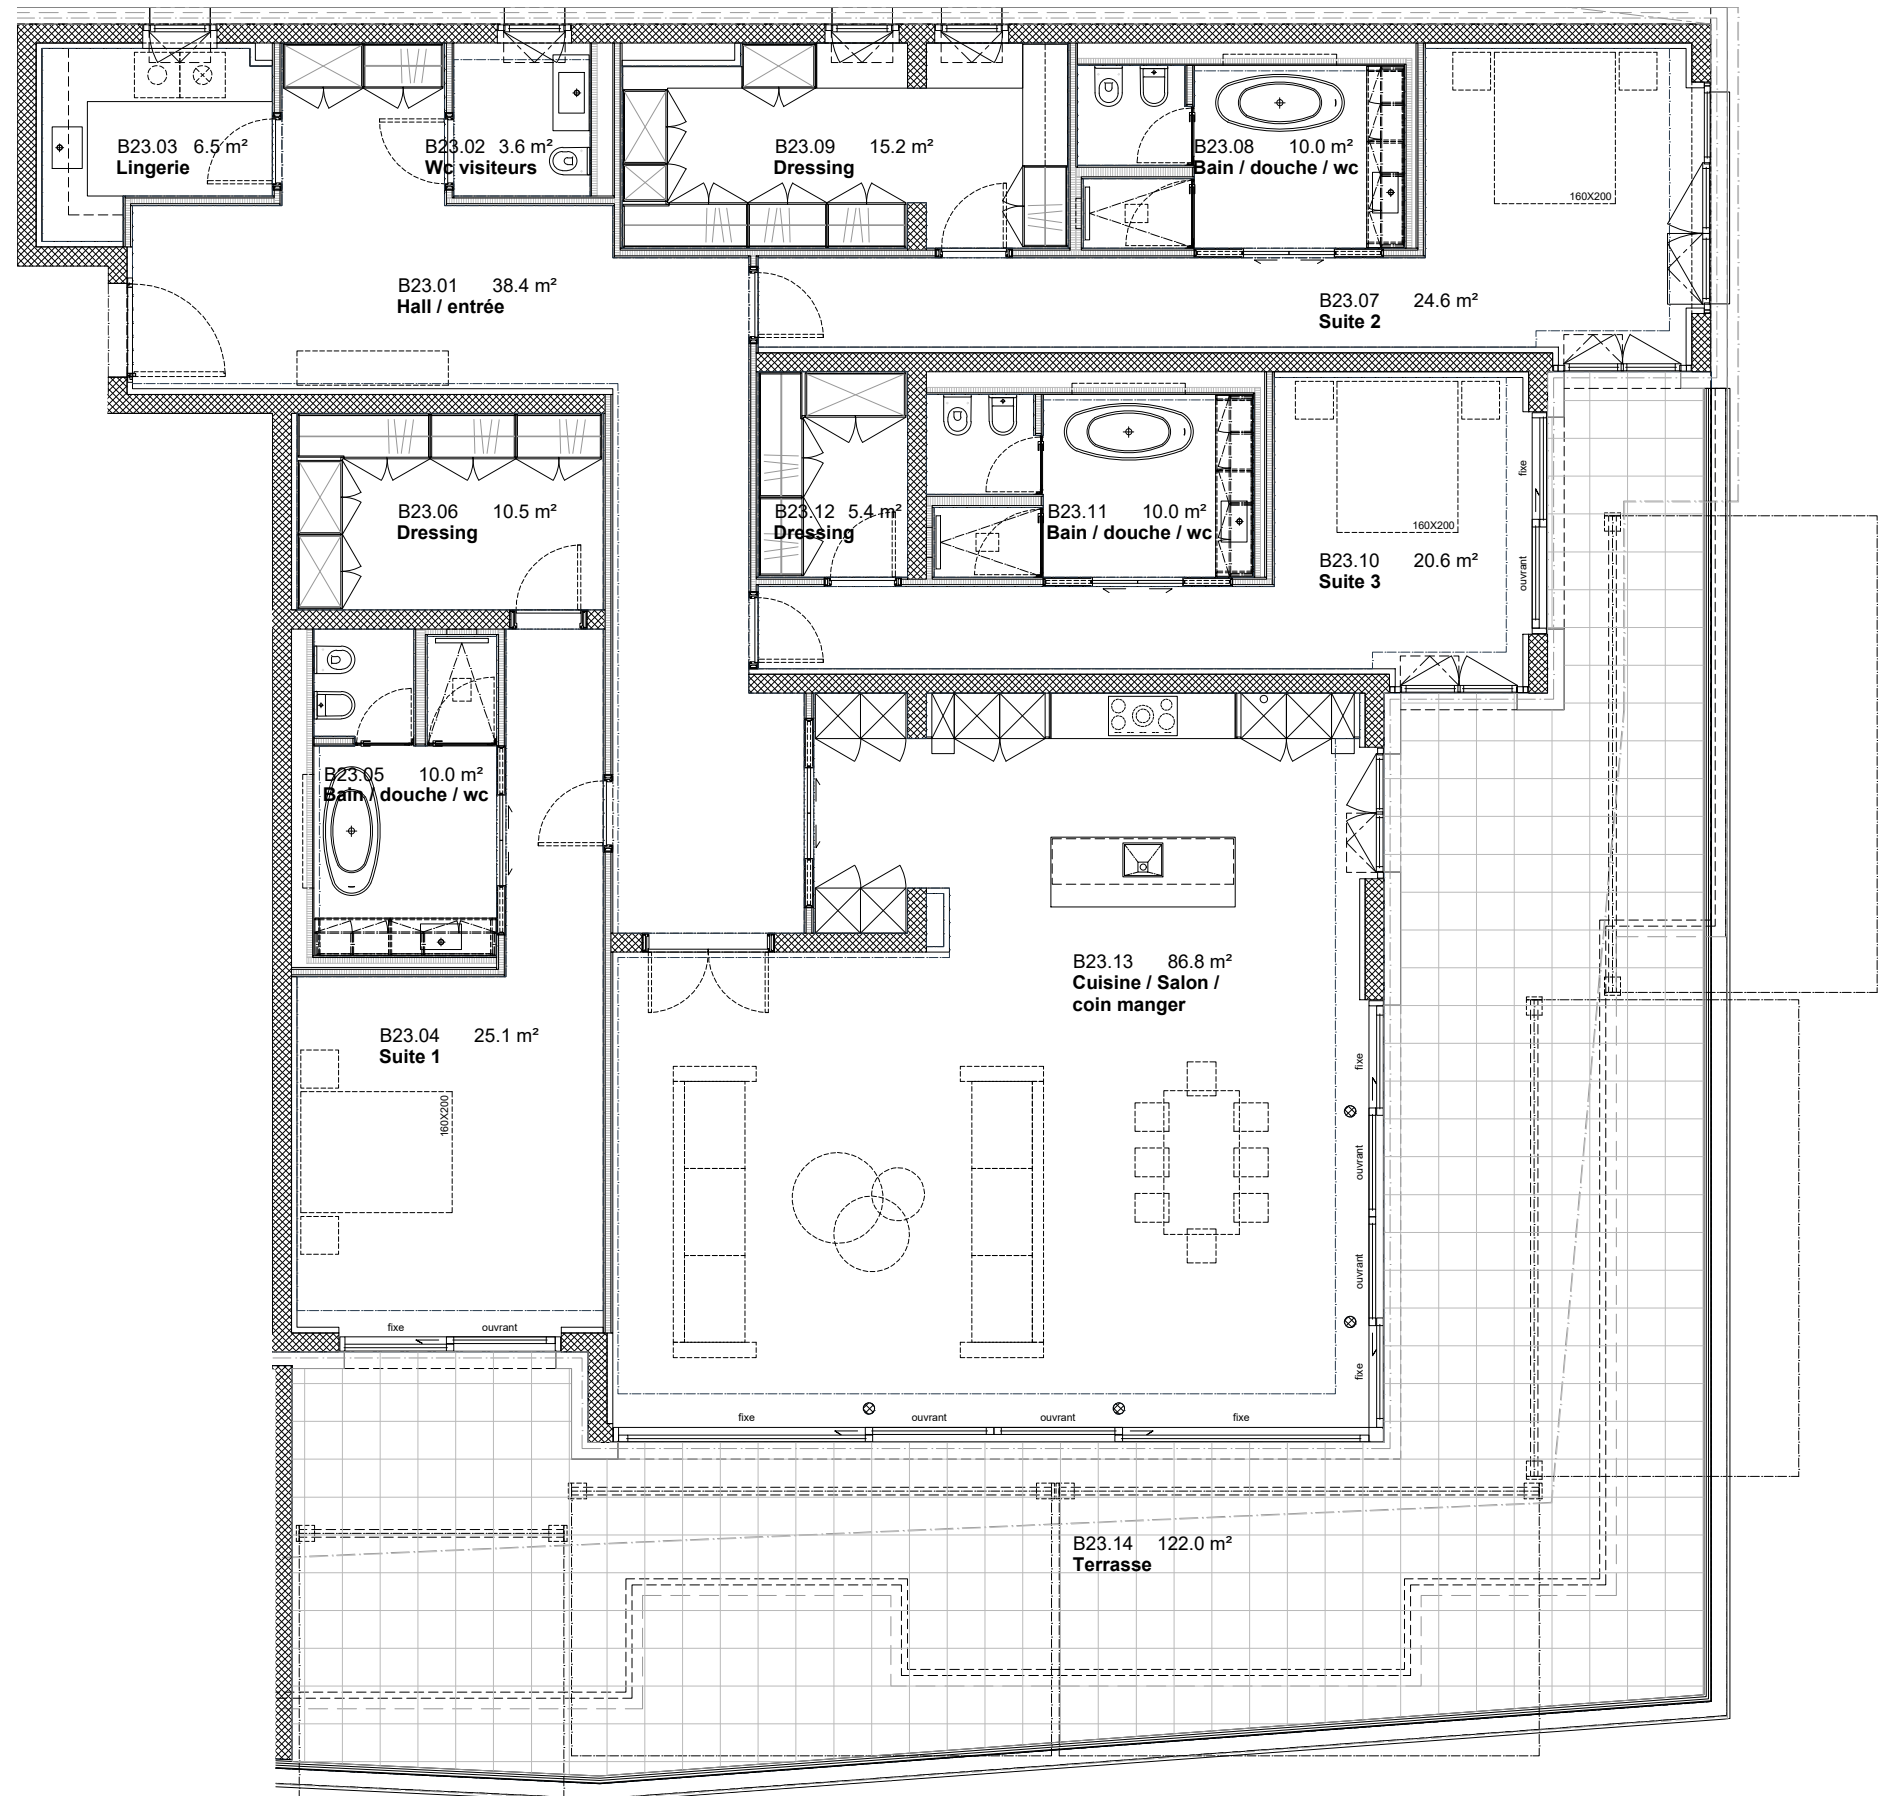 B23.03 6.5 m²
Lingerie
B23.02 3.6 m²
Wc visiteurs
B23.09 15.2 m²
Dressing
B23.08 10.0 m²
Bain / douche / wc
160X200
B23.01 38.4 m²
Hall / entrée
B23.07 24.6 m²
Suite 2
B23.06 10.5 m²
Dressing
B23.12 5.4 m²
Dressing
B23.11 10.0 m²
Bain / douche / wc
160X200
fixe
ouvrant
B23.10 20.6 m²
Suite 3
B23.05 10.0 m²
Bain / douche / wc
B23.13 86.8 m²
Cuisine / Salon /
coin manger
B23.04 25.1 m²
Suite 1
160X200
fixe
ouvrant
ouvrant
fixe
fixe
ouvrant
fixe
ouvrant
ouvrant
fixe
B23.14 122.0 m²
Terrasse